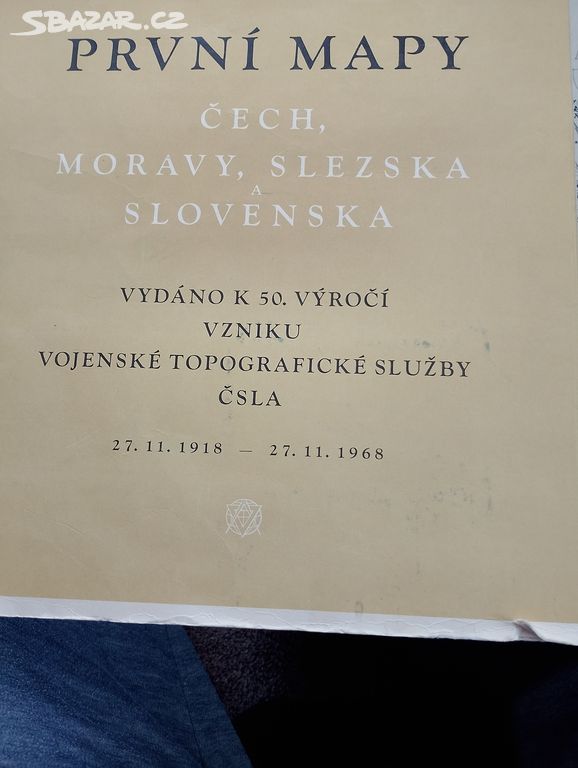 SBAZAR.CZ
PRVNÍ MAPY
ČECH,
MORAVY, SLEZSKA
A
SLOVENSKA
VYDÁNO K 50. VÝROČÍ
VZNIKU
VOJENSKÉ TOPOGRAFICKÉ SLUŽBY
ČSLA
27. 11. 1918 — 27. 11. 1968